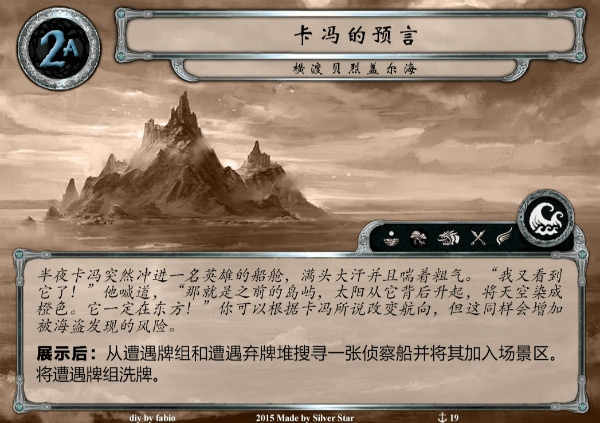 2A
卡冯的预言
横渡贝烈盖尔海
半夜卡冯突然冲进一名英雄的船舱，满头大汗并且喘着粗气。“我又看到
它了！”他喊道，“那就是之前的岛屿，太阳从它背后升起，将天空染成
橙色。它一定在东方！”你可以根据卡冯所说改变航向，但这同样会增加
被海盗发现的风险。
展示后：从遭遇牌组和遭遇弃牌堆搜寻一张侦察船并将其加入场景区。
将遭遇牌组洗牌。
diy by fabio 2015 Made by Silver Star 19